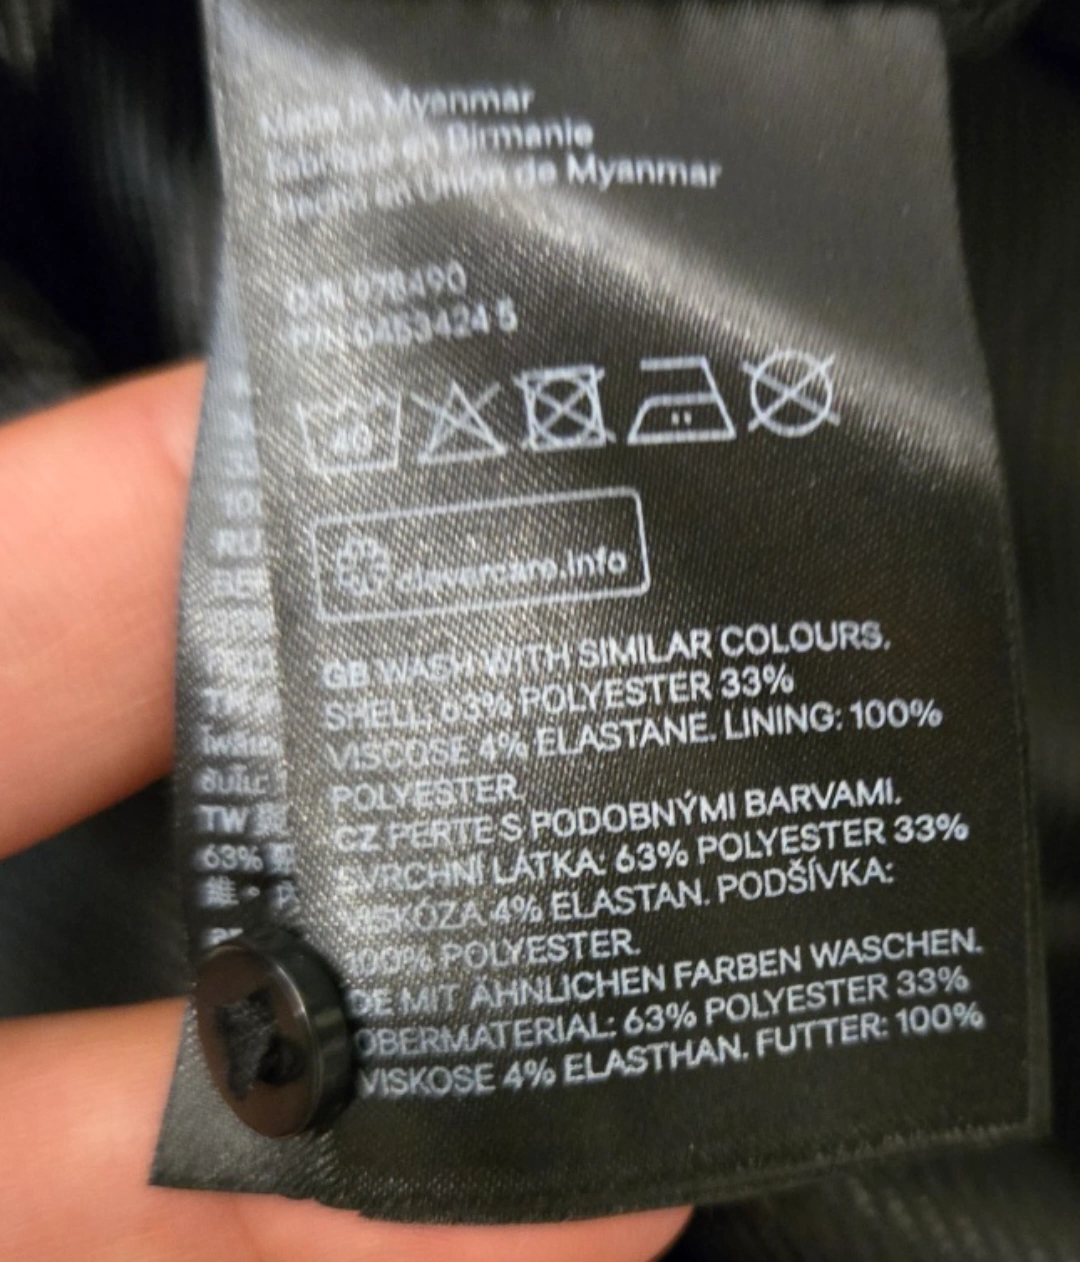 Made in Myanmar
Fabriqué en Birmanie
Hecho en Unión de Myanmar
O/N: 978490
P/N: 0453424 5
40
clevercare.info
GB WASH WITH SIMILAR COLOURS.
SHELL: 63% POLYESTER 33%
VISCOSE 4% ELASTANE. LINING: 100%
POLYESTER.
CZ PERTE S PODOBNÝMI BARVAMI.
SVRCHNÍ LÁTKA: 63% POLYESTER 33%
VISKÓZA 4% ELASTAN. PODŠÍVKA:
100% POLYESTER.
DE MIT ÄHNLICHEN FARBEN WASCHEN.
OBERMATERIAL: 63% POLYESTER 33%
VISKOSE 4% ELASTHAN. FUTTER: 100%
TW
63%